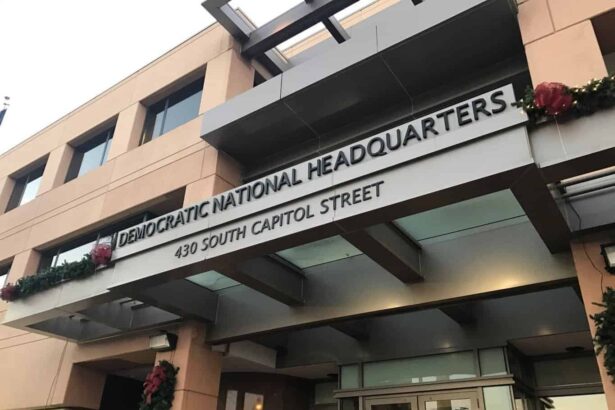 DEMOCRATIC NATIONAL HEADQUARTERS
430 SOUTH CAPITOL STREET